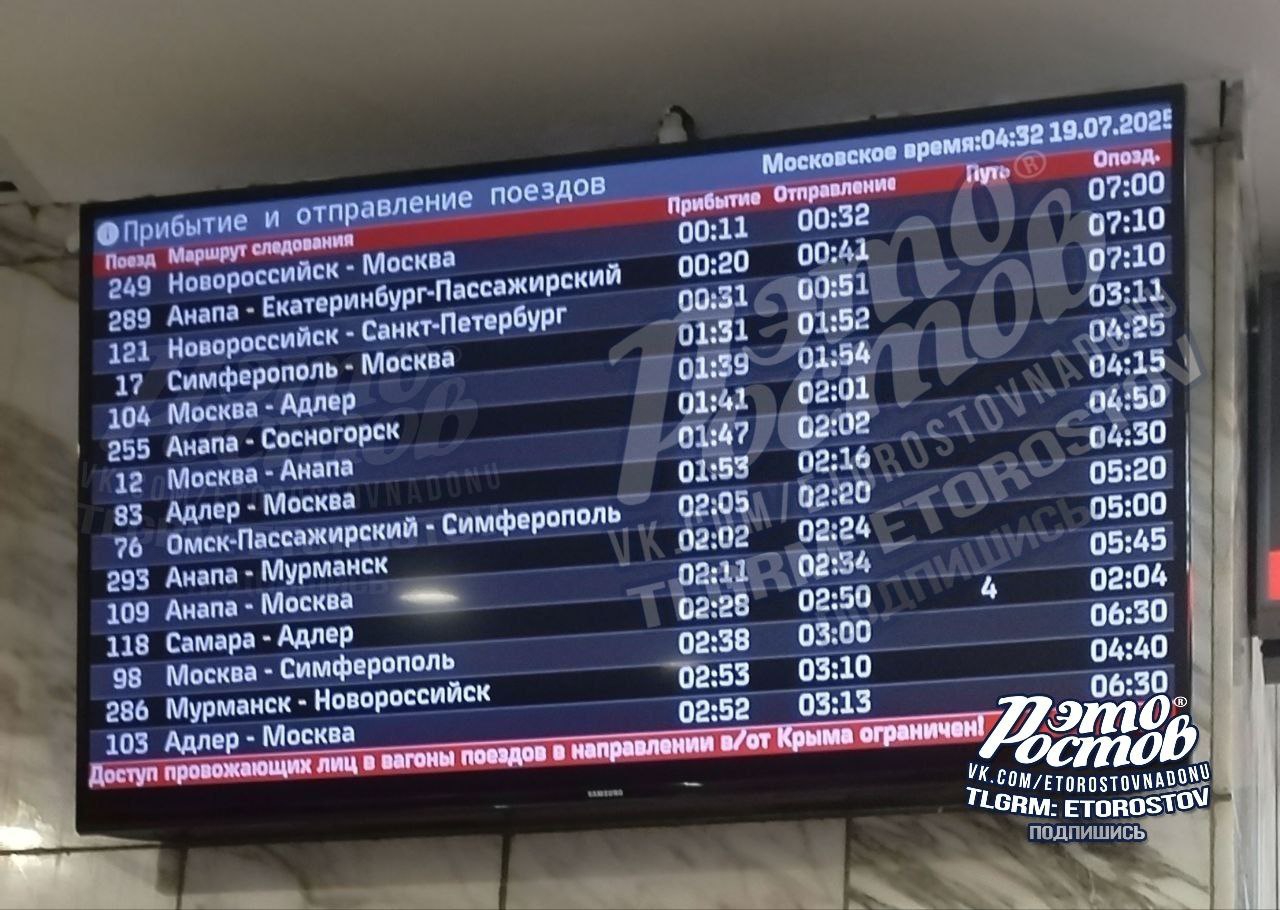 Московское время:04:32 19.07.2025
Прибытие и отправление поездов
Поезд Маршрут следования Прибытие Отправление Путь Опозд.
249 Новороссийск - Москва 00:11 00:32 07:00
289 Анапа - Екатеринбург-Пассажирский 00:20 00:41 07:10
121 Новороссийск - Санкт-Петербург 00:31 00:51 07:10
17 Симферополь - Москва 01:31 01:52 03:11
104 Москва - Адлер 01:39 01:54 04:25
255 Анапа - Сосногорск 01:41 02:01 04:15
12 Москва - Анапа 01:47 02:02 04:50
83 Адлер - Москва 01:53 02:16 04:30
76 Омск-Пассажирский - Симферополь 02:05 02:20 05:20
293 Анапа - Мурманск 02:02 02:24 05:00
109 Анапа - Москва 02:11 02:34 05:45
118 Самара - Адлер 02:28 02:50 4 02:04
98 Москва - Симферополь 02:38 03:00 06:30
286 Мурманск - Новороссийск 02:53 03:10 04:40
103 Адлер - Москва 02:52 03:13 06:30
Доступ провожающих лиц в вагоны поездов в направлении в/от Крыма ограничен!
SAMSUNG
Рэто Ростов®
VK.COM/ETOROSTOVNADONU
TLGRM: ETOROSTOV
подпишись
Рэто Ростов®
VK.COM/ETOROSTOVNADONU
TLGRM: ETOROSTOV
подпишись